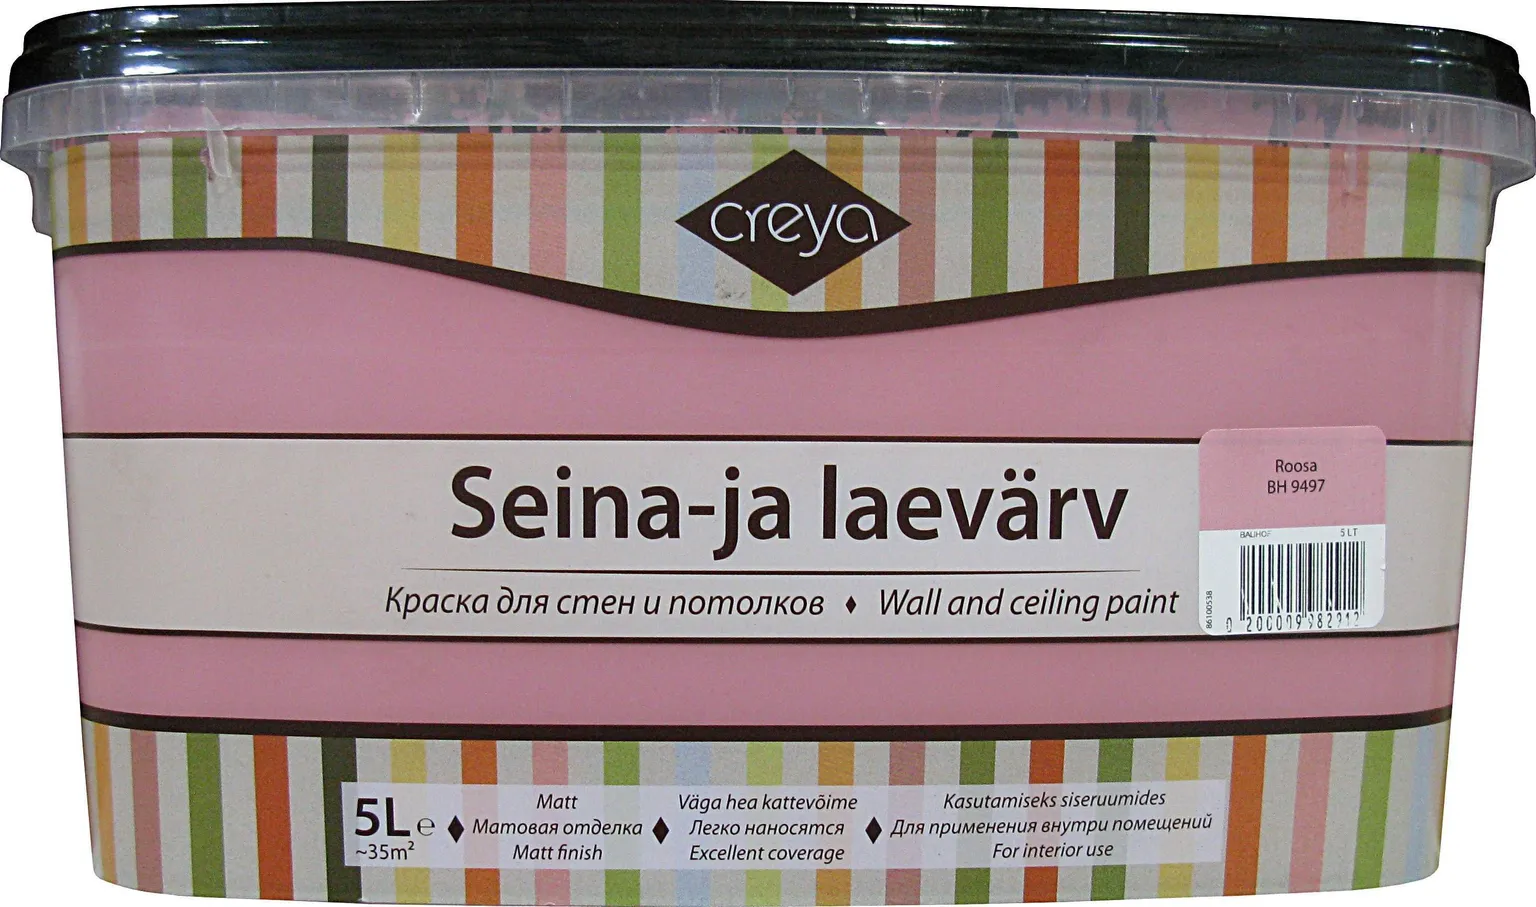 creya
Seina-ja laevärv
Краска для стен и потолков ♦ Wall and ceiling paint
Roosa
BH 9497
BAUHOF 5 LT
86100538
5L e
~35m²
Matt
Матовая отделка
Matt finish
Väga hea kattevõime
Легко наносятся
Excellent coverage
Kasutamiseks siseruumides
Для применения внутри помещений
For interior use